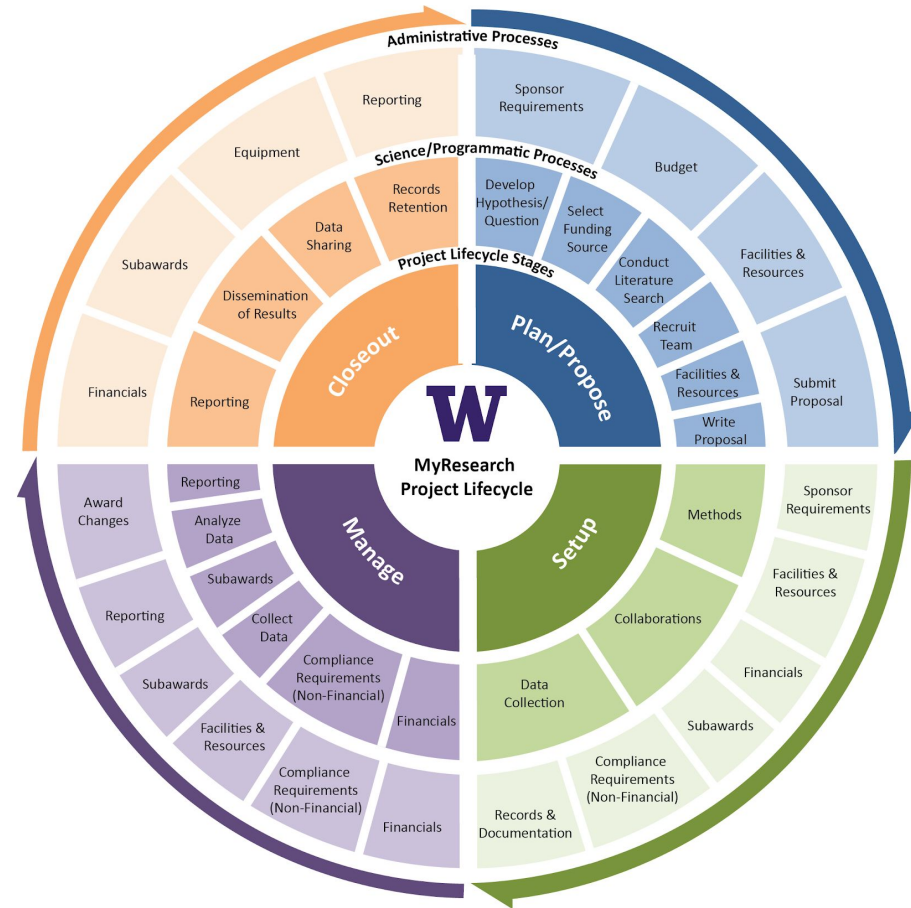 Administrative Processes
Reporting
Equipment
Subawards
Financials
Sponsor
Requirements
Budget
Facilities &
Resources
Submit
Proposal
Science/Programmatic Processes
Records
Retention
Data
Sharing
Dissemination
of Results
Reporting
Develop
Hypothesis/
Question
Select
Funding
Source
Conduct
Literature
Search
Recruit
Team
Facilities &
Resources
Write
Proposal
Project Lifecycle Stages
Closeout
Plan/Propose
W
MyResearch
Project Lifecycle
Manage
Setup
Reporting
Analyze
Data
Subawards
Collect
Data
Compliance
Requirements
(Non-Financial)
Financials
Methods
Collaborations
Data
Collection
Award
Changes
Reporting
Subawards
Facilities &
Resources
Compliance
Requirements
(Non-Financial)
Financials
Sponsor
Requirements
Facilities &
Resources
Financials
Subawards
Compliance
Requirements
(Non-Financial)
Records &
Documentation